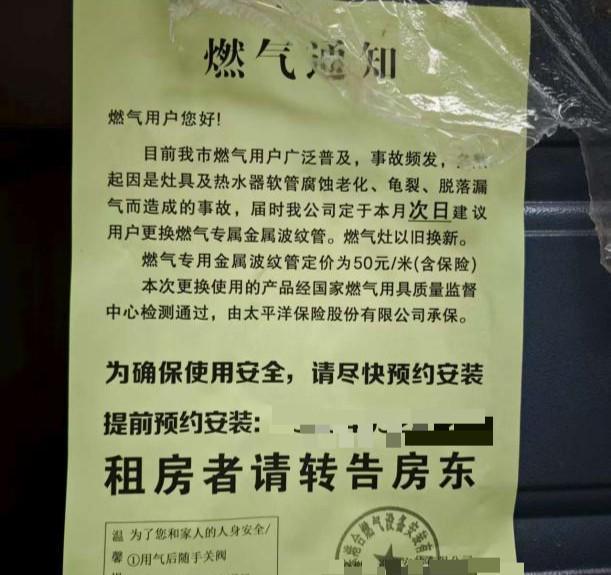 燃气通知
燃气用户您好!
目前我市燃气用户广泛普及，事故频发，
起因是灶具及热水器软管腐蚀老化、龟裂、脱落漏
气而造成的事故，届时我公司定于本月次日建议
用户更换燃气专属金属波纹管。燃气灶以旧换新。
燃气专用金属波纹管定价为50元/米(含保险)
本次更换使用的产品经国家燃气用具质量监督
中心检测通过，由太平洋保险股份有限公司承保。
为确保使用安全，请尽快预约安装
提前预约安装:
租房者请转告房东
温馨
为了您和家人的人身安全/
①用气后随手关阀
港台燃气设备安装有